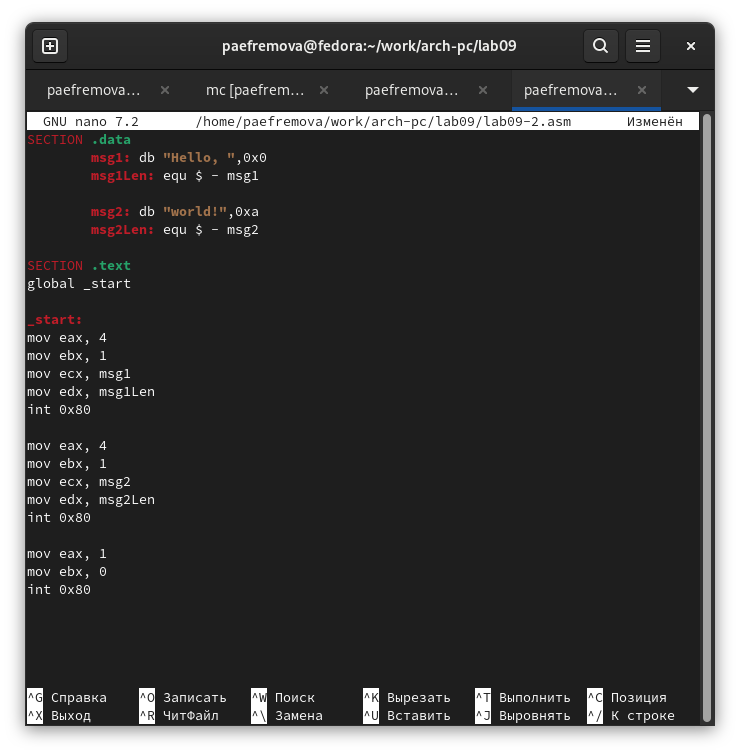 paefremova@fedora:~/work/arch-pc/lab09
paefremova… × mc [paefrem… × paefremova… × paefremova… ×
GNU nano 7.2 /home/paefremova/work/arch-pc/lab09/lab09-2.asm Изменён
SECTION .data
msg1: db "Hello, ",0x0
msg1Len: equ $ - msg1
msg2: db "world!",0xa
msg2Len: equ $ - msg2
SECTION .text
global _start
_start:
mov eax, 4
mov ebx, 1
mov ecx, msg1
mov edx, msg1Len
int 0x80
mov eax, 4
mov ebx, 1
mov ecx, msg2
mov edx, msg2Len
int 0x80
mov eax, 1
mov ebx, 0
int 0x80
^G Справка ^O Записать ^W Поиск ^K Вырезать ^T Выполнить ^C Позиция
^X Выход ^R ЧитФайл ^\ Замена ^U Вставить ^J Выровнять ^/ К строке